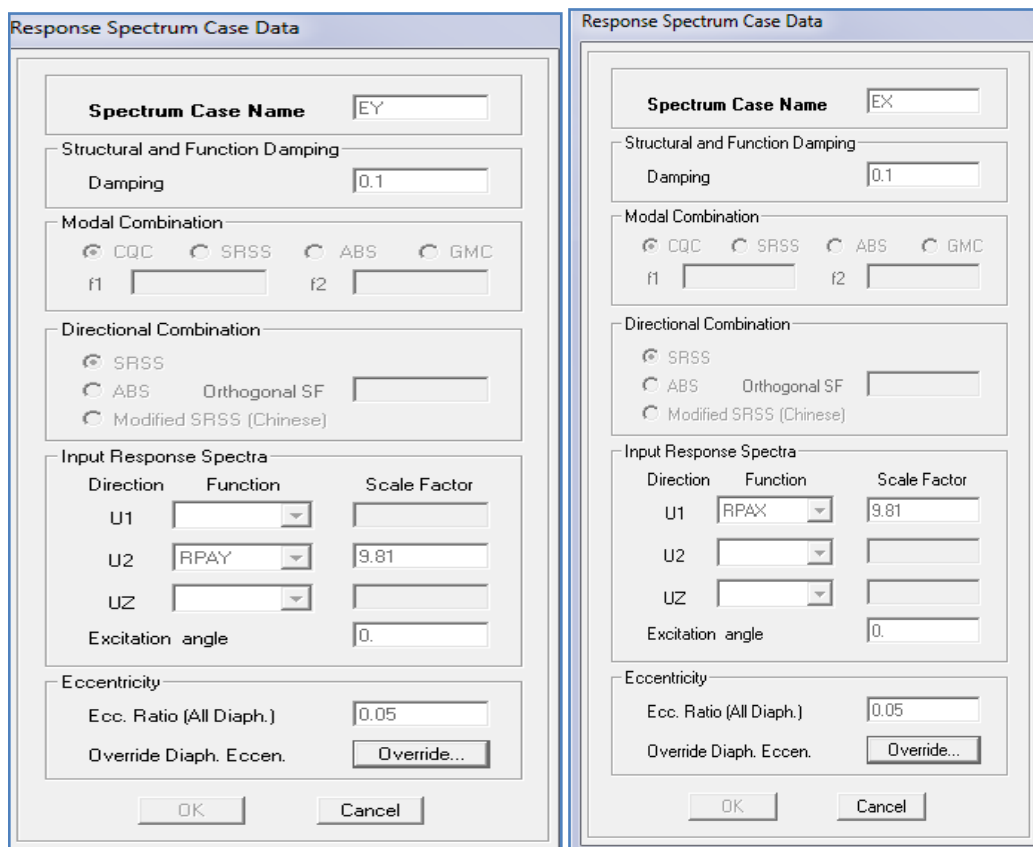 Response Spectrum Case Data
Spectrum Case Name EY
Structural and Function Damping
Damping 0.1
Modal Combination
CQC SRSS ABS GMC
f1 f2
Directional Combination
SRSS
ABS Orthogonal SF
Modified SRSS (Chinese)
Input Response Spectra
Direction Function Scale Factor
U1
U2 RPAY 9.81
UZ
Excitation angle 0.
Eccentricity
Ecc. Ratio (All Diaph.) 0.05
Override Diaph. Eccen. Override...
OK Cancel
Response Spectrum Case Data
Spectrum Case Name EX
Structural and Function Damping
Damping 0.1
Modal Combination
CQC SRSS ABS GMC
f1 f2
Directional Combination
SRSS
ABS Orthogonal SF
Modified SRSS (Chinese)
Input Response Spectra
Direction Function Scale Factor
U1 RPAX 9.81
U2
UZ
Excitation angle 0.
Eccentricity
Ecc. Ratio (All Diaph.) 0.05
Override Diaph. Eccen. Override...
OK Cancel